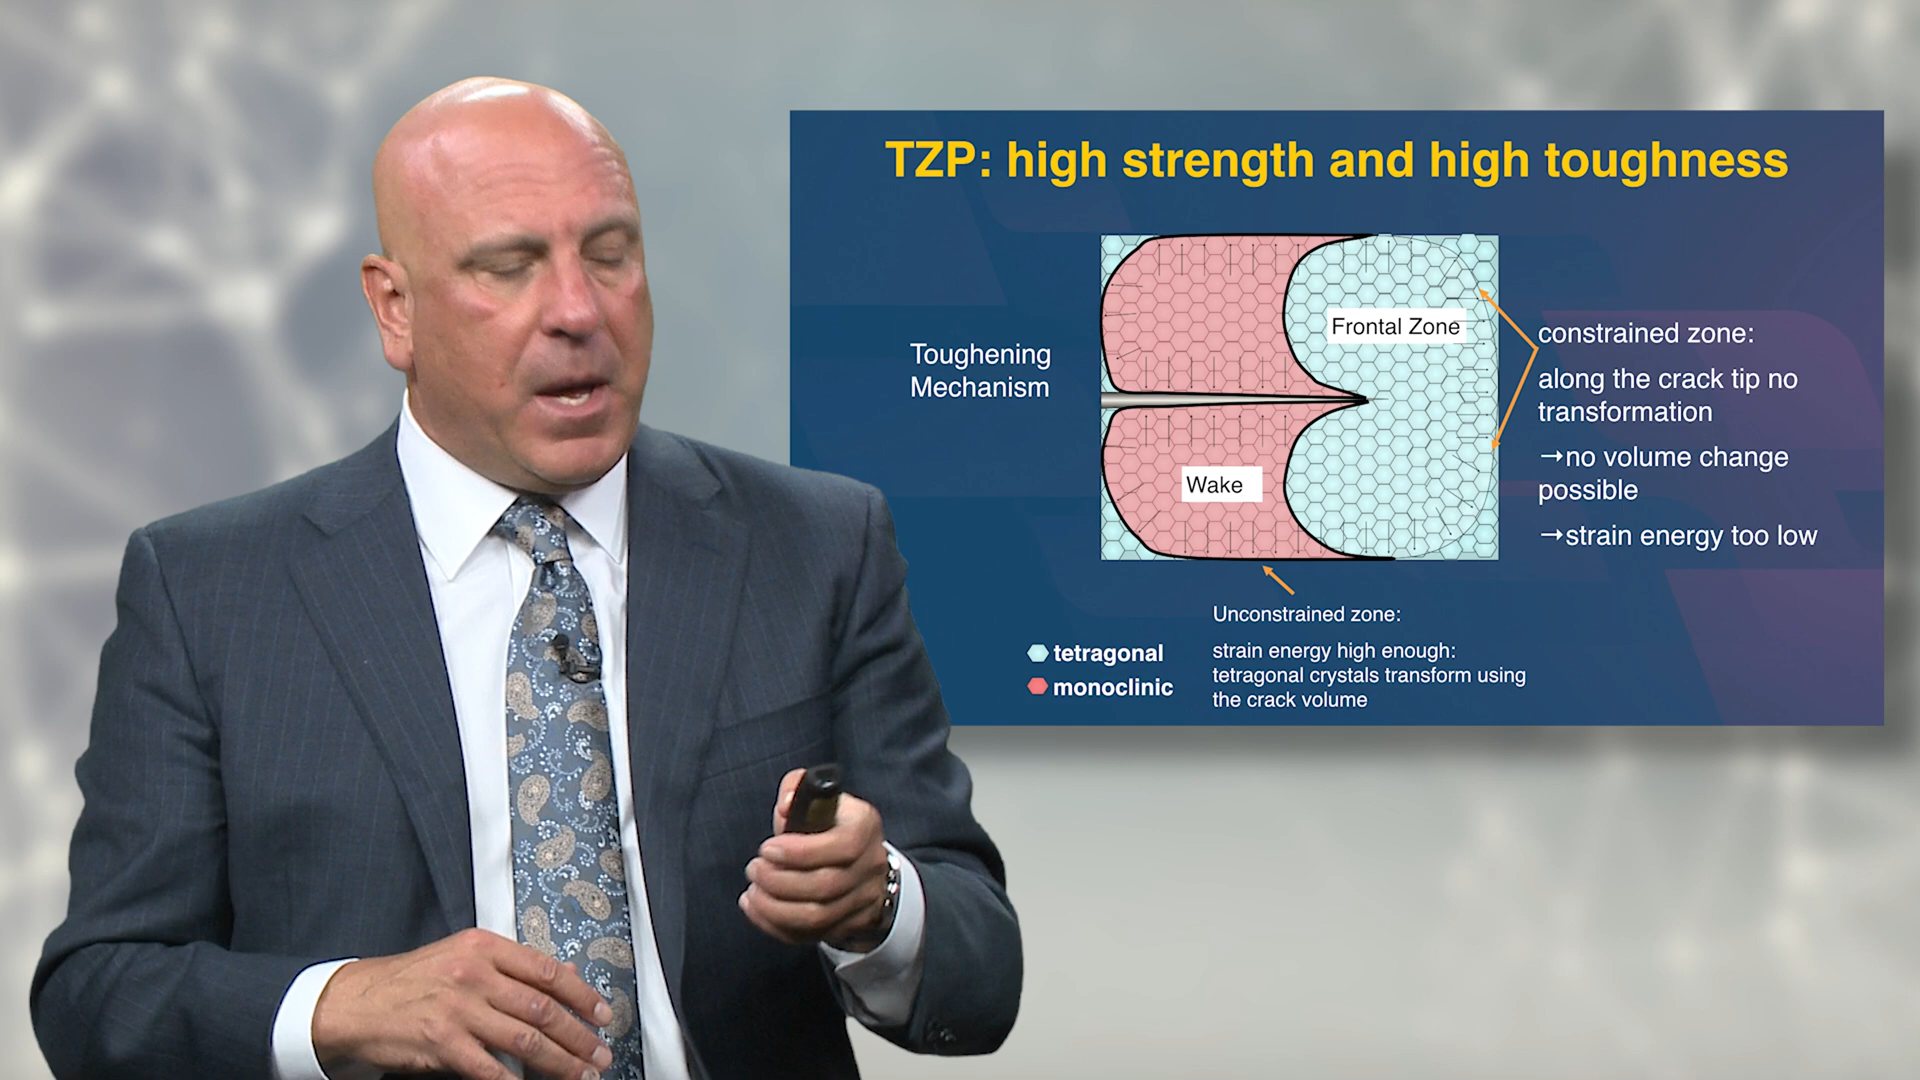 TZP: high strength and high toughness
Toughening
Mechanism
Frontal Zone
Wake
constrained zone:
along the crack tip no
transformation
→no volume change
possible
→strain energy too low
Unconstrained zone:
strain energy high enough:
tetragonal crystals transform using
the crack volume
tetragonal
monoclinic